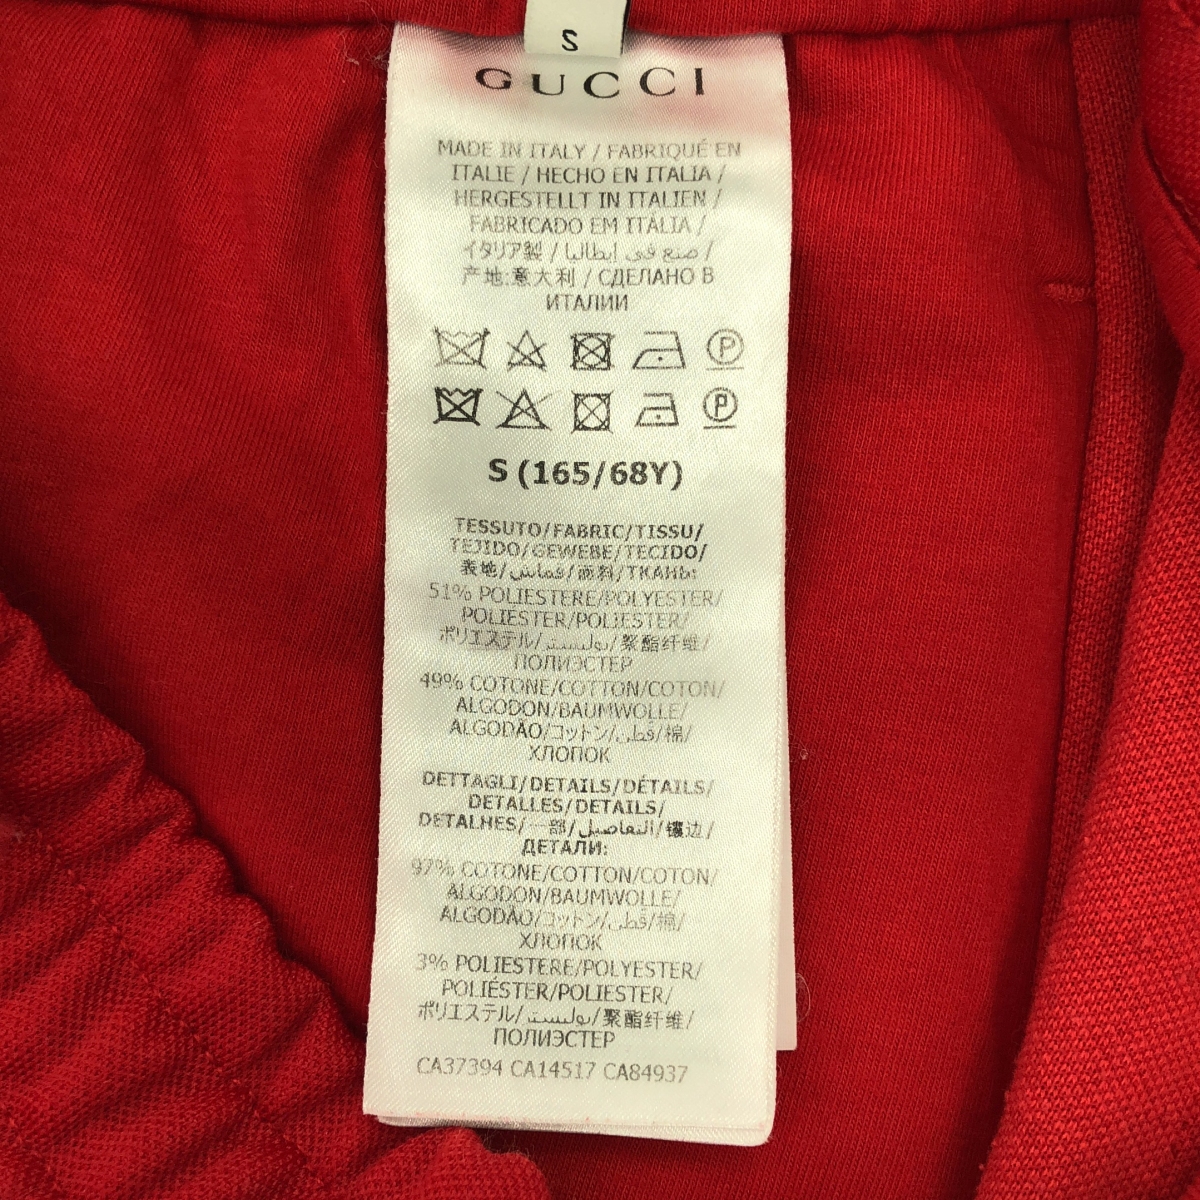 S
GUCCI
MADE IN ITALY / FABRIQUÉ EN
ITALIE / HECHO EN ITALIA /
HERGESTELLT IN ITALIEN /
FABRICADO EM ITÁLIA /
イタリア製 / صنع في إيطاليا /
产地:意大利 / СДЕЛАНО В
ИТАЛИИ
P
P
S (165/68Y)
TESSUTO/FABRIC/TISSU/
TEJIDO/GEWEBE/TECIDO/
表地/قماش/面料/ТКАНЬ:
51% POLIESTERE/POLYESTER/
POLIÉSTER/POLIESTER/
ポリエステル/بوليستر/聚酯纤维/
ПОЛИЭСТЕР
49% COTONE/COTTON/COTON/
ALGODON/BAUMWOLLE/
ALGODÃO/コットン/قطن/棉/
ХЛОПОК
DETTAGLI/DETAILS/DÉTAILS/
DETALLES/DETAILS/
DETALHES/一部/التفاصيل/镶边/
ДЕТАЛИ:
97% COTONE/COTTON/COTON/
ALGODON/BAUMWOLLE/
ALGODÃO/コットン/قطن/棉/
ХЛОПОК
3% POLIESTERE/POLYESTER/
POLIÉSTER/POLIESTER/
ポリエステル/بوليستر/聚酯纤维/
ПОЛИЭСТЕР
CA37394 CA14517 CA84937